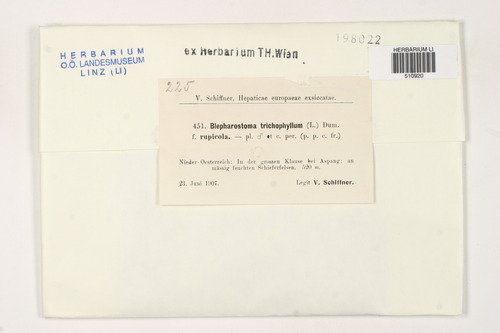 HERBARIUM
O.Ö. LANDESMUSEUM
LINZ (LI)
ex herbarium TH.Wien
198022
HERBARIUM LI
510920
225
V. Schiffner, Hepaticae europaeae exsiccatae.
451. Blepharostoma trichophyllum (L.) Dum.
f. rupicola. — pl. ♂ et c. per. (p. p. c. fr.)
Nieder-Oesterreich: In der grossen Klause bei Aspang; an
mässig feuchten Schieferfelsen. 520 m.
23. Juni 1907. Legit V. Schiffner.